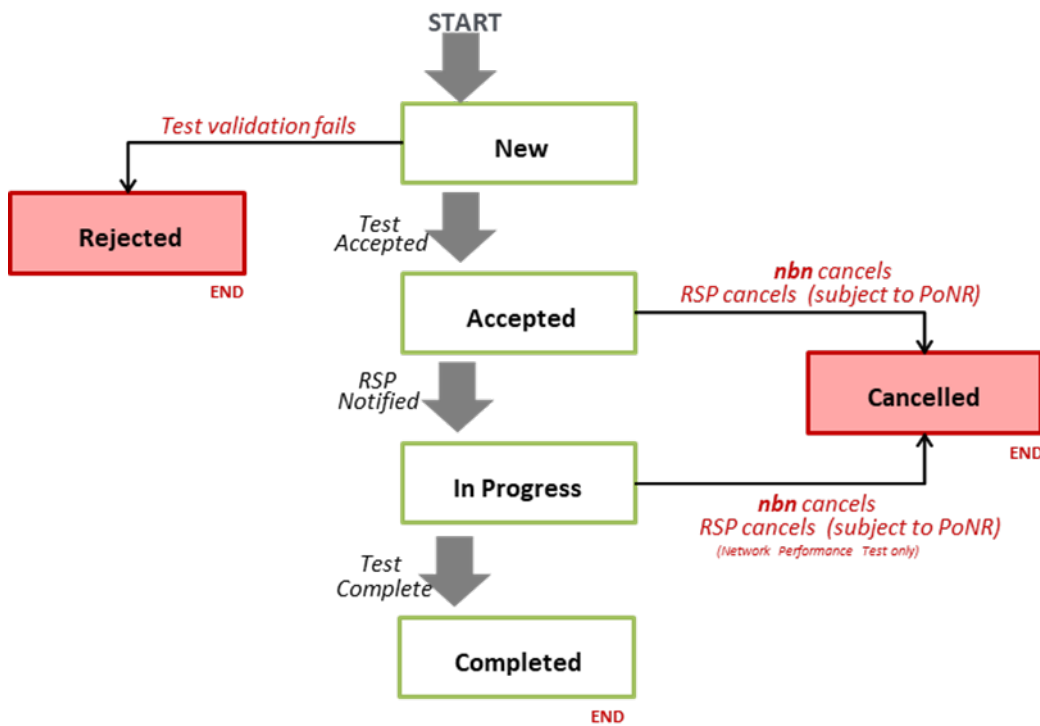 START
Test validation fails
New
Rejected
END
Test
Accepted
nbn cancels
RSP cancels (subject to PoNR)
Accepted
RSP
Notified
Cancelled
END
In Progress
nbn cancels
RSP cancels (subject to PoNR)
(Network Performance Test only)
Test
Complete
Completed
END